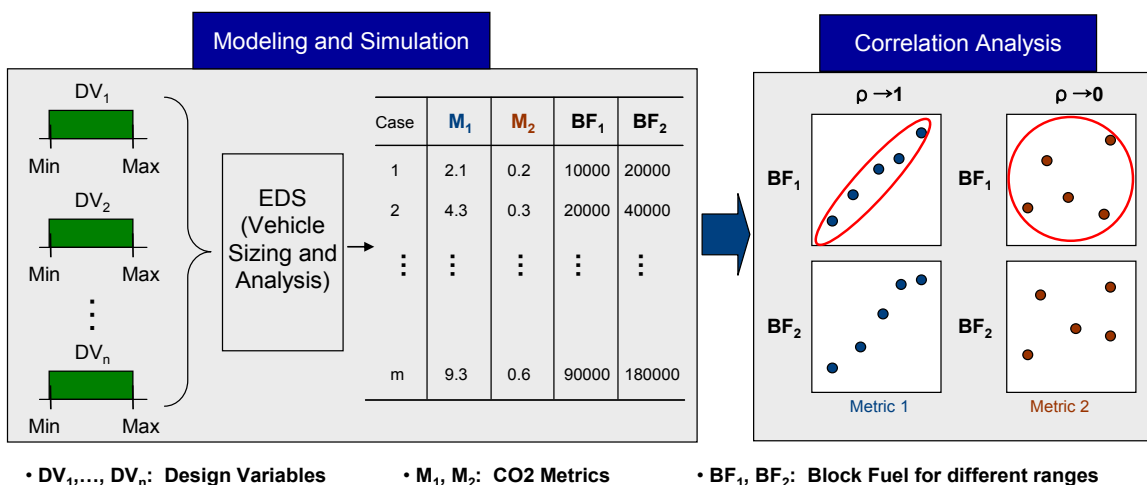 Modeling and Simulation
DV1
Min Max
DV2
Min Max
⋮
DVn
Min Max
EDS
(Vehicle
Sizing and
Analysis)
Case M1 M2 BF1 BF2
1 2.1 0.2 10000 20000
2 4.3 0.3 20000 40000
⋮ ⋮ ⋮ ⋮ ⋮
m 9.3 0.6 90000 180000
Correlation Analysis
ρ→1 ρ→0
BF1 BF1
BF2 BF2
Metric 1 Metric 2
• DV1,…, DVn: Design Variables
• M1, M2: CO2 Metrics
• BF1, BF2: Block Fuel for different ranges